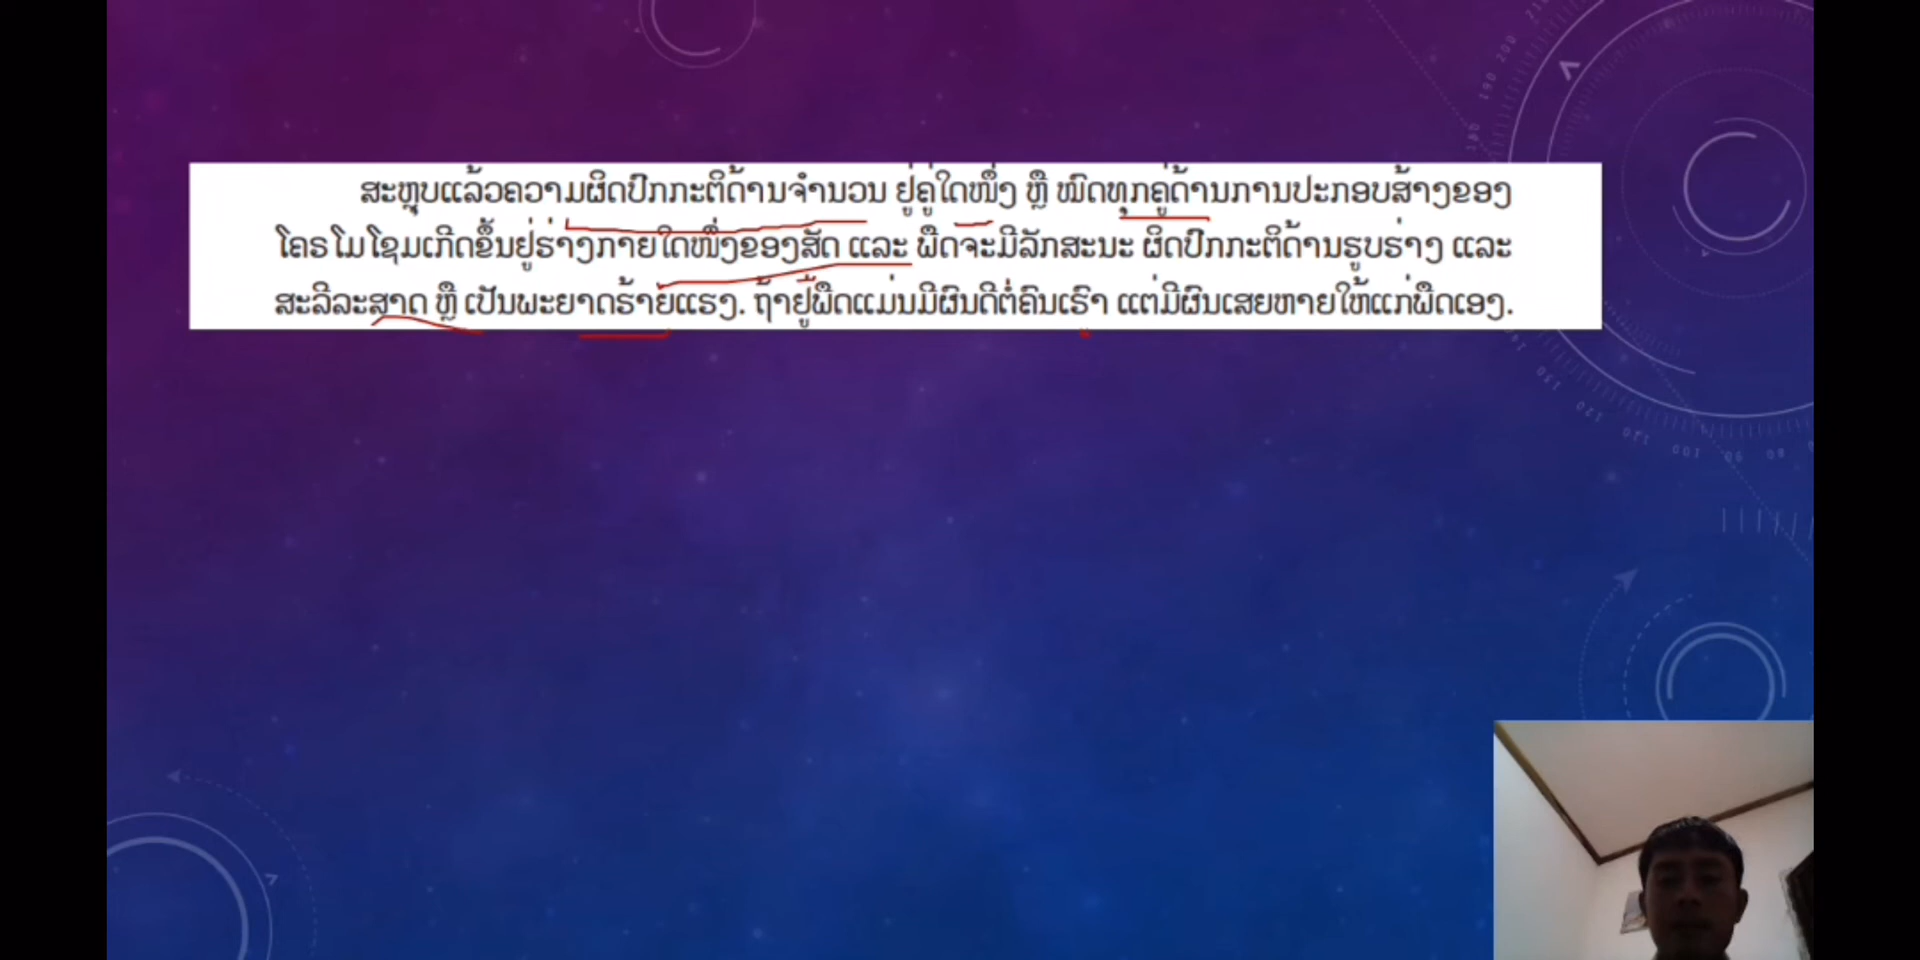 ສະຫຼຸບແລ້ວຄວາມຜິດປົກກະຕິດ້ານຈຳນວນ ຢູ່ຄູ່ໃດໜຶ່ງ ຫຼື ໝົດທຸກຄູ່ດ້ານການປະກອບສ້າງຂອງ
ໂຄຣໂມໂຊມເກີດຂຶ້ນຢູ່ຮ່າງກາຍໃດໜຶ່ງຂອງສັດ ແລະ ພືດຈະມີລັກສະນະ ຜິດປົກກະຕິດ້ານຮູບຮ່າງ ແລະ
ສະລີລະສາດ ຫຼື ເປັນພະຍາດຮ້າຍແຮງ. ຖ້າຢູ່ພືດແມ່ນມີຜົນດີຕໍ່ຄົນເຮົາ ແຕ່ມີຜົນເສຍຫາຍໃຫ້ແກ່ພືດເອງ.